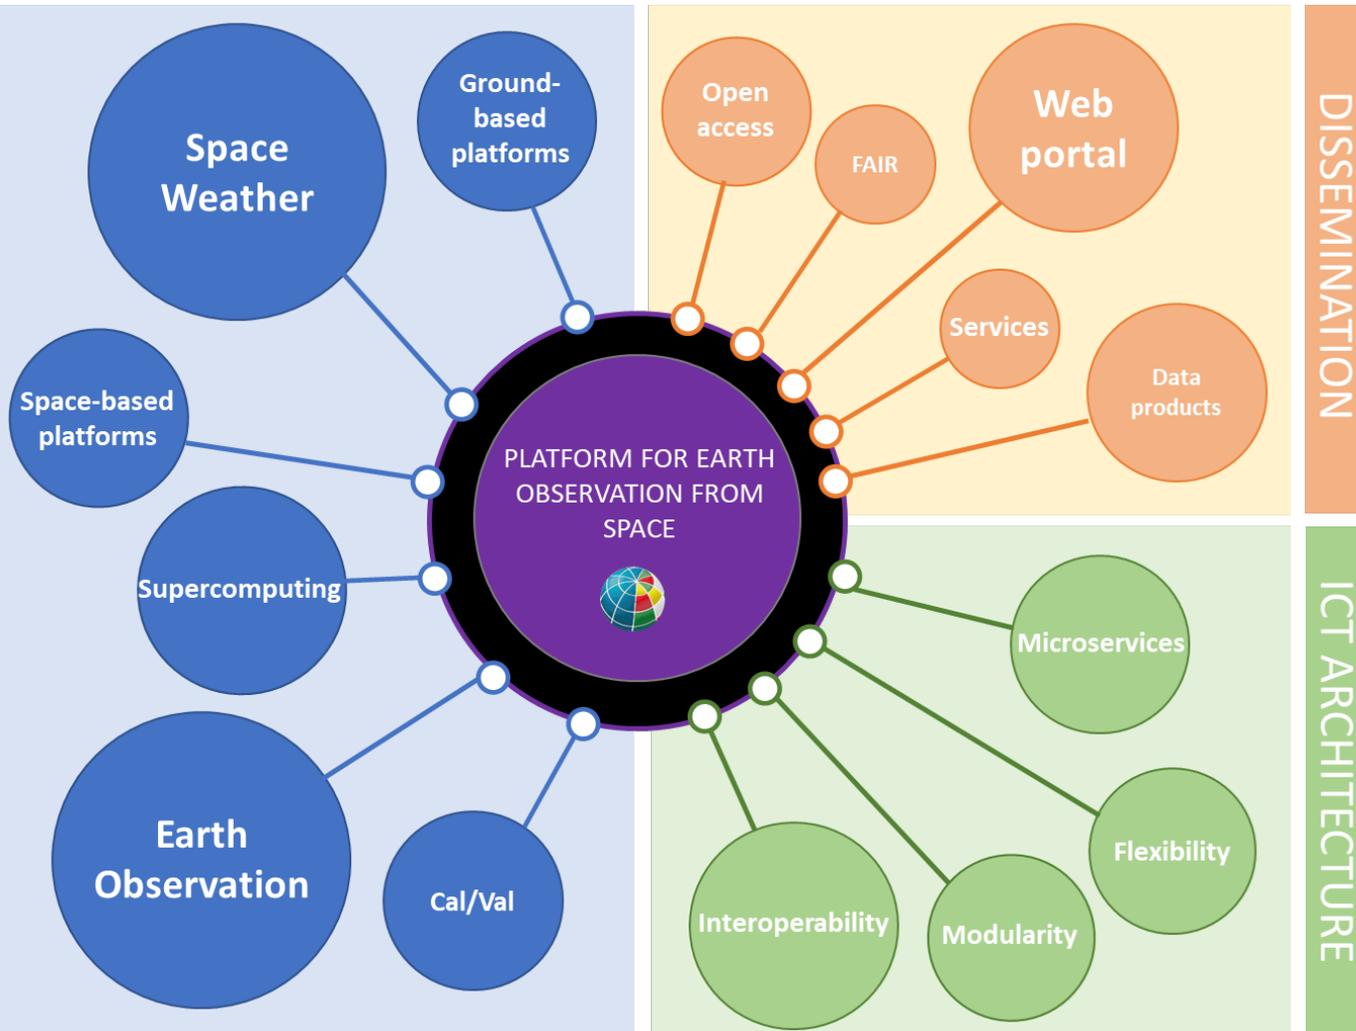 Space
Weather
Ground-
based
platforms
Space-based
platforms
Supercomputing
Earth
Observation
Cal/Val
PLATFORM FOR EARTH
OBSERVATION FROM
SPACE
Open
access
FAIR
Web
portal
Services
Data
products
DISSEMINATION
Microservices
Flexibility
Modularity
Interoperability
ICT ARCHITECTURE